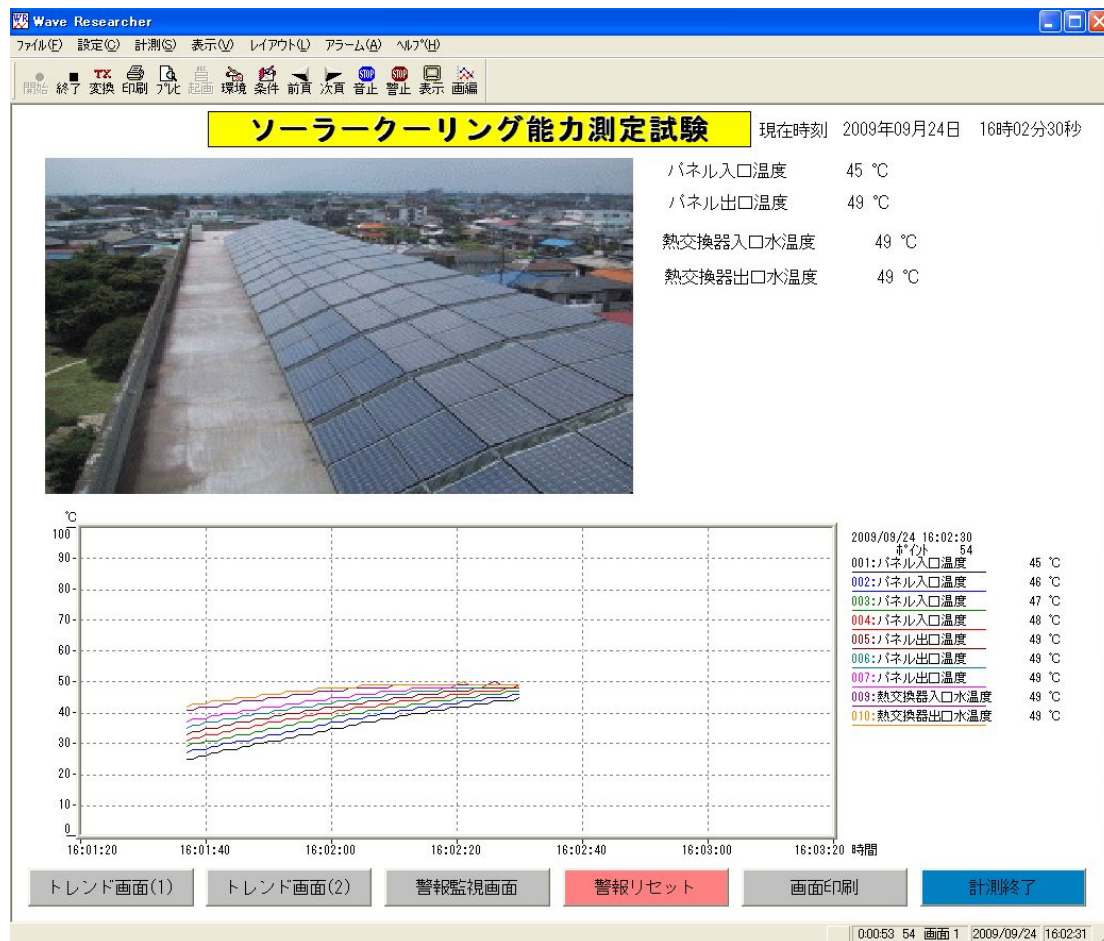 Wave Researcher
ファイル(F) 設定(C) 計測(S) 表示(V) レイアウト(L) アラーム(A) ヘルプ(H)
TX STOP STOP
開始 終了 変換 印刷 プレビ 起画 環境 条件 前頁 次頁 音止 警止 表示 画編
ソーラークーリング能力測定試験 現在時刻 2009年09月24日 16時02分30秒
パネル入口温度 45 ℃
パネル出口温度 49 ℃
熱交換器入口水温度 49 ℃
熱交換器出口水温度 49 ℃
℃
100
90
80
70
60
50
40
30
20
10
0
16:01:20 16:01:40 16:02:00 16:02:20 16:02:40 16:03:00 16:03:20 時間
2009/09/24 16:02:30
ポイント 54
001:パネル入口温度 45 ℃
002:パネル入口温度 46 ℃
003:パネル入口温度 47 ℃
004:パネル入口温度 48 ℃
005:パネル出口温度 49 ℃
006:パネル出口温度 49 ℃
007:パネル出口温度 49 ℃
009:熱交換器入口水温度 49 ℃
010:熱交換器出口水温度 49 ℃
トレンド画面(1) トレンド画面(2) 警報監視画面 警報リセット 画面印刷 計測終了
0:00:53 54 画面 1 2009/09/24 16:02:31